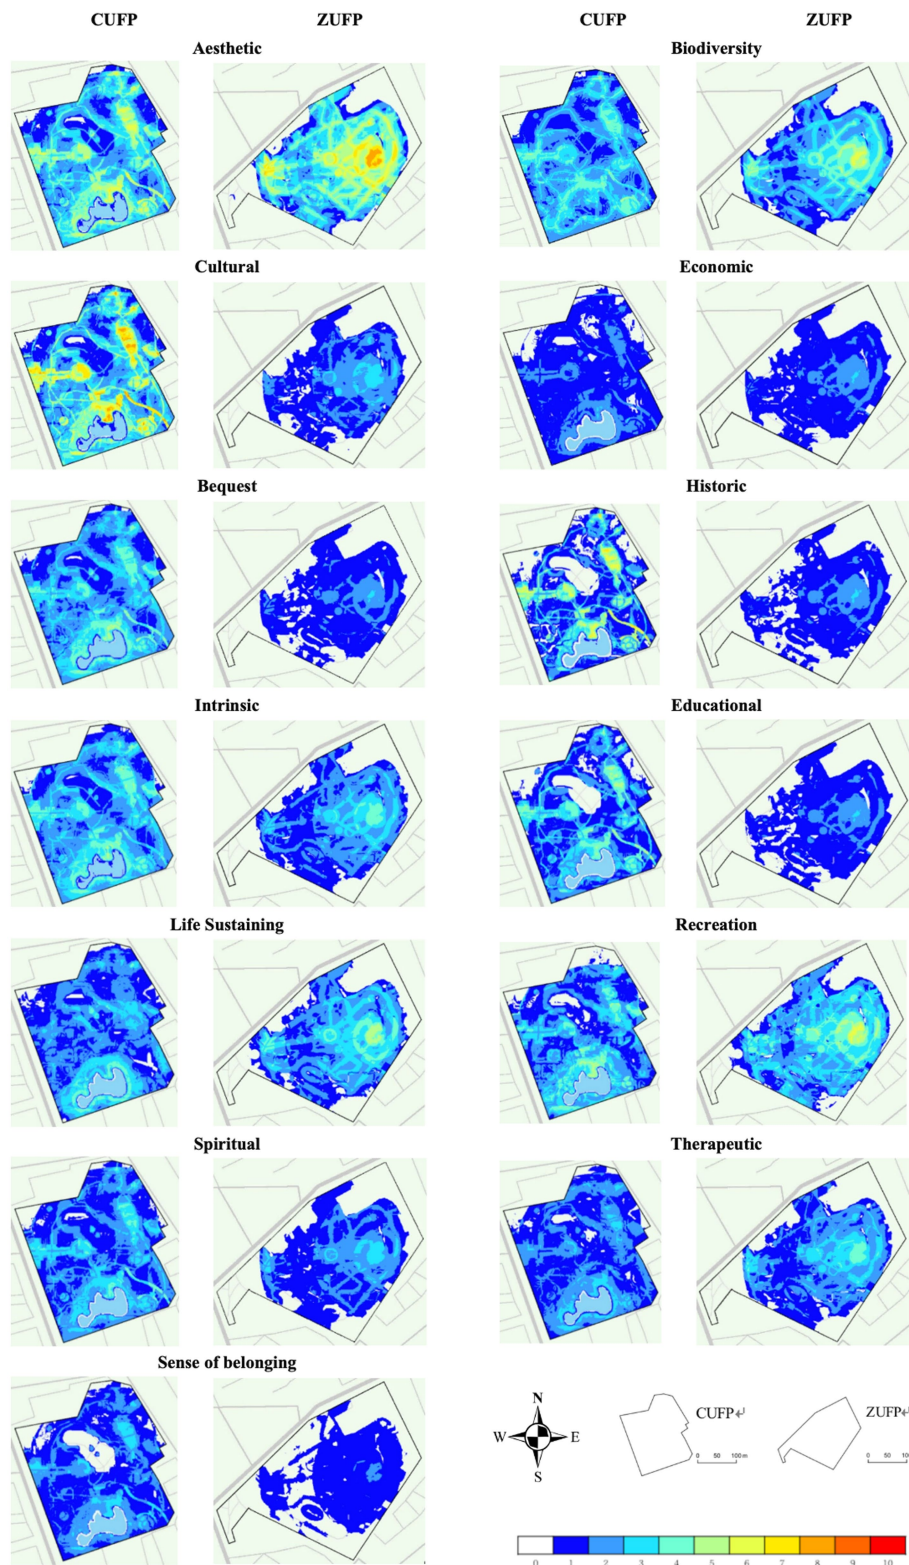 CUFP ZUFP CUFP ZUFP
Aesthetic Biodiversity
Cultural Economic
Bequest Historic
Intrinsic Educational
Life Sustaining Recreation
Spiritual Therapeutic
Sense of belonging
N
W E
S
CUFP↵
0 50 100 m
ZUFP↵
0 50 10
0 1 2 3 4 5 6 7 8 9 10